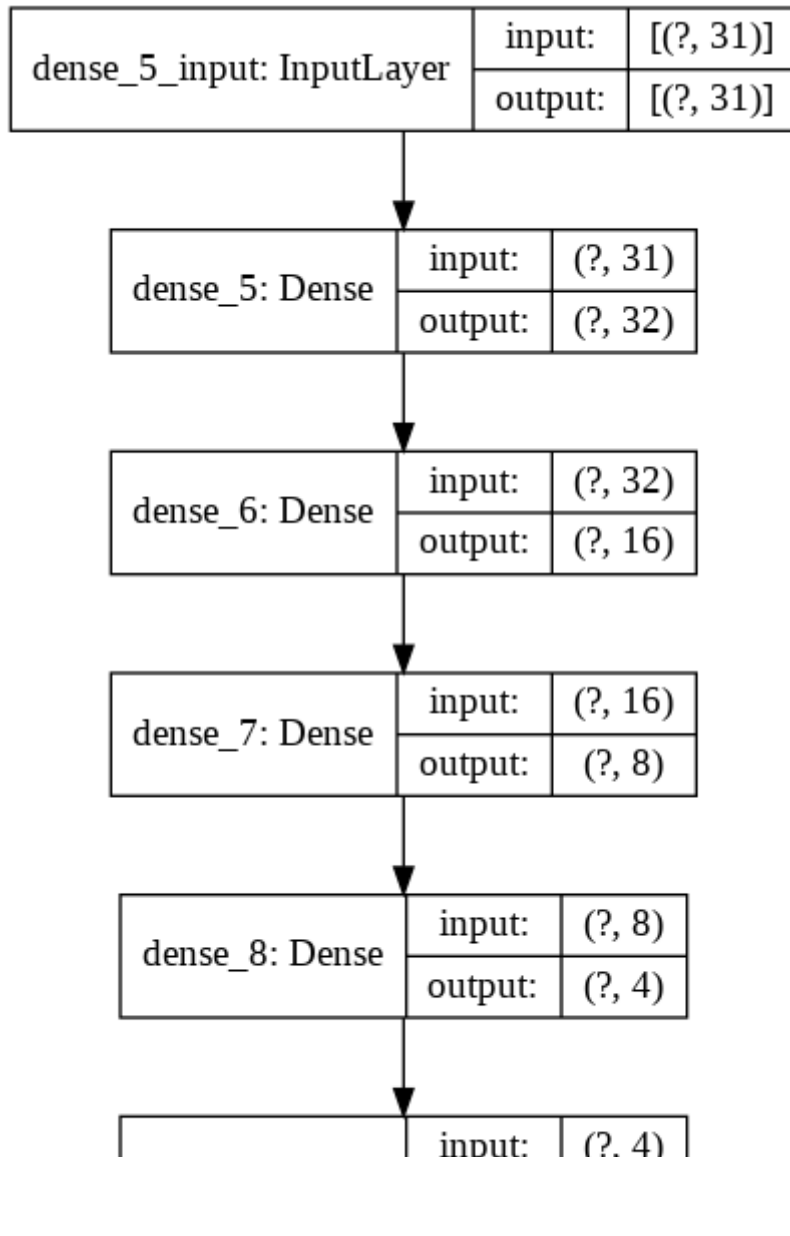 dense_5_input: InputLayer
input: [(?, 31)]
output: [(?, 31)]
dense_5: Dense
input: (?, 31)
output: (?, 32)
dense_6: Dense
input: (?, 32)
output: (?, 16)
dense_7: Dense
input: (?, 16)
output: (?, 8)
dense_8: Dense
input: (?, 8)
output: (?, 4)
input: (?, 4)